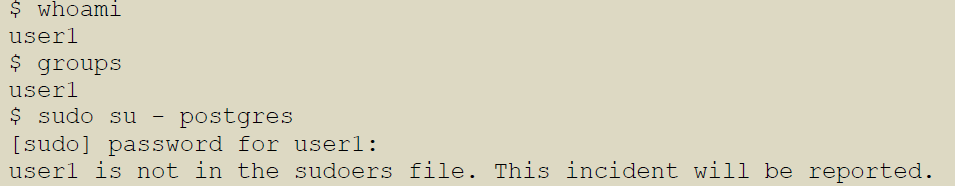 $ whoami
user1
$ groups
user1
$ sudo su - postgres
[sudo] password for user1:
user1 is not in the sudoers file. This incident will be reported.